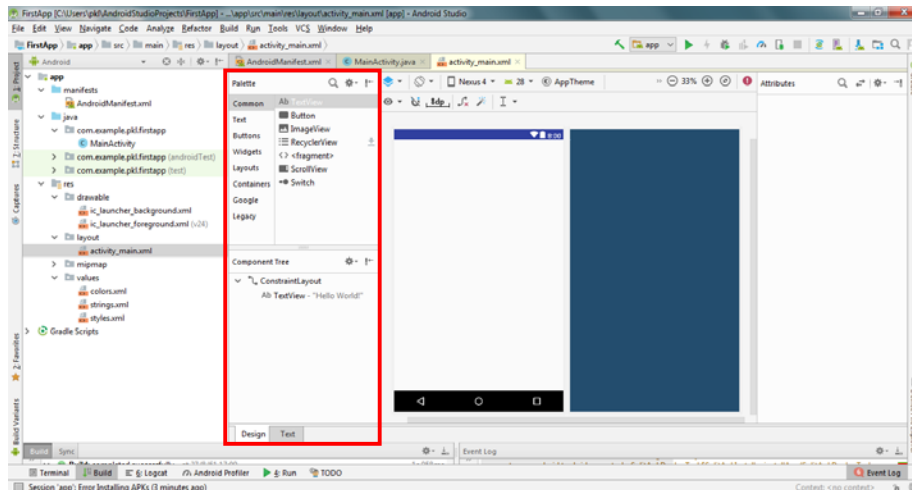 FirstApp [C:\Users\pkl\AndroidStudioProjects\FirstApp] - ...\app\src\main\res\layout\activity_main.xml [app] - Android Studio
File Edit View Navigate Code Analyze Refactor Build Run Tools VCS Window Help
FirstApp app src main res layout activity_main.xml
app
Android
AndroidManifest.xml MainActivity.java activity_main.xml
1: Project
Z: Structure
Captures
2: Favorites
Build Variants
app
manifests
AndroidManifest.xml
java
com.example.pkl.firstapp
MainActivity
com.example.pkl.firstapp (androidTest)
com.example.pkl.firstapp (test)
res
drawable
ic_launcher_background.xml
ic_launcher_foreground.xml (v24)
layout
activity_main.xml
mipmap
values
colors.xml
strings.xml
styles.xml
Gradle Scripts
Palette
Common
Text
Buttons
Widgets
Layouts
Containers
Google
Legacy
Ab TextView
Button
ImageView
RecyclerView
<> <fragment>
ScrollView
Switch
Component Tree
ConstraintLayout
Ab TextView - "Hello World!"
Design Text
Nexus 4 28 AppTheme 33%
8dp
8:00
Attributes
Build Sync
Event Log
Terminal Build 6: Logcat Android Profiler 4: Run TODO
Event Log
Session 'app': Error Installing APKs (3 minutes ago)
Context: <no context>